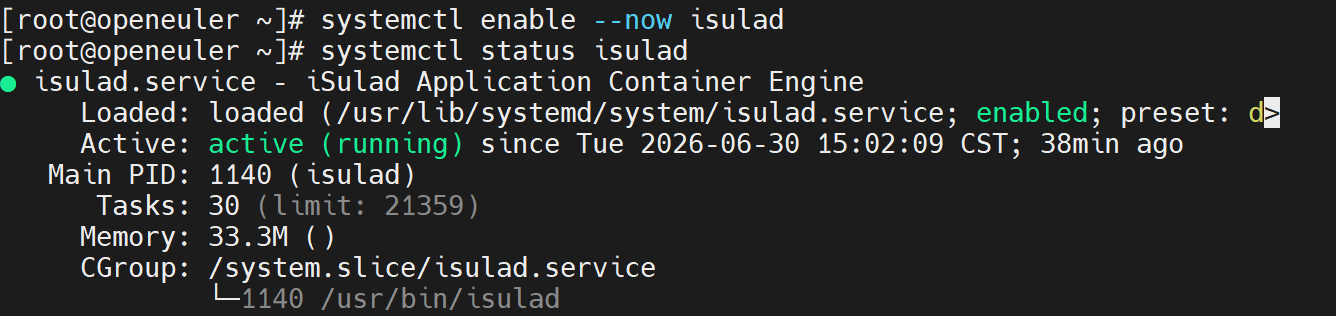 [root@openeuler ~]# systemctl enable --now isulad
[root@openeuler ~]# systemctl status isulad
● isulad.service - iSulad Application Container Engine
     Loaded: loaded (/usr/lib/systemd/system/isulad.service; enabled; preset: d>
     Active: active (running) since Tue 2026-06-30 15:02:09 CST; 38min ago
   Main PID: 1140 (isulad)
      Tasks: 30 (limit: 21359)
     Memory: 33.3M ()
     CGroup: /system.slice/isulad.service
             └─1140 /usr/bin/isulad